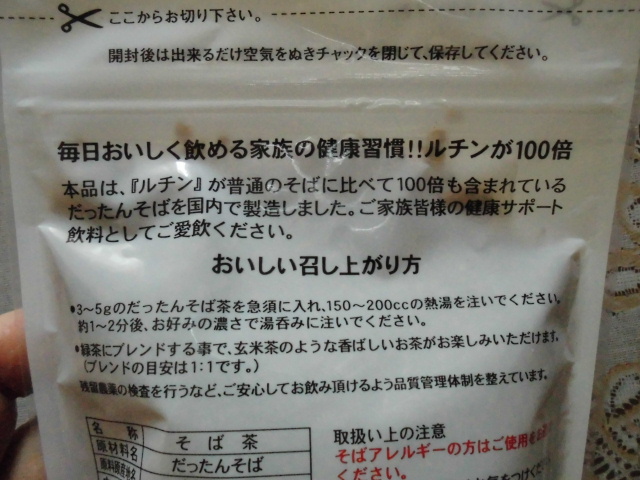 ここからお切り下さい。
開封後は出来るだけ空気をぬきチャックを閉じて、保存してください。
毎日おいしく飲める家族の健康習慣!!ルチンが100倍
本品は、『ルチン』が普通のそばに比べて100倍も含まれている
だったんそばを国内で製造しました。ご家族皆様の健康サポート
飲料としてご愛飲ください。
おいしい召し上がり方
•3〜5gのだったんそば茶を急須に入れ、150〜200ccの熱湯を注いでください。
約1〜2分後、お好みの濃さで湯呑みに注いでください。
•緑茶にブレンドする事で、玄米茶のような香ばしいお茶がお楽しみいただけます。
(ブレンドの目安は1:1です。)
残留農薬の検査を行うなど、ご安心してお飲み頂けるよう品質管理体制を整えています。
名称 そば茶
原材料名 だったんそば
原料原産地名
取扱い上の注意
そばアレルギーの方はご使用を
ください。